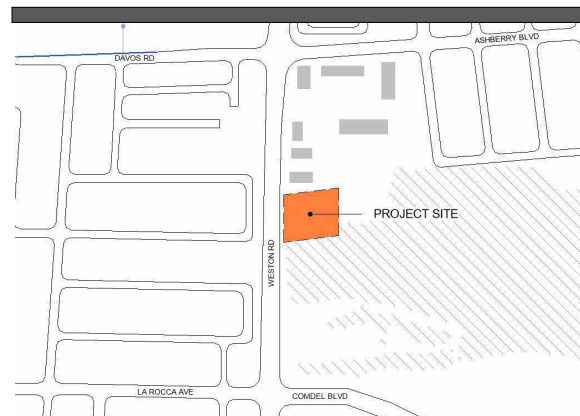 ASHBERRY BLVD
DAVOS RD
PROJECT SITE
WESTON RD
LA ROCCA AVE
COMDEL BLVD